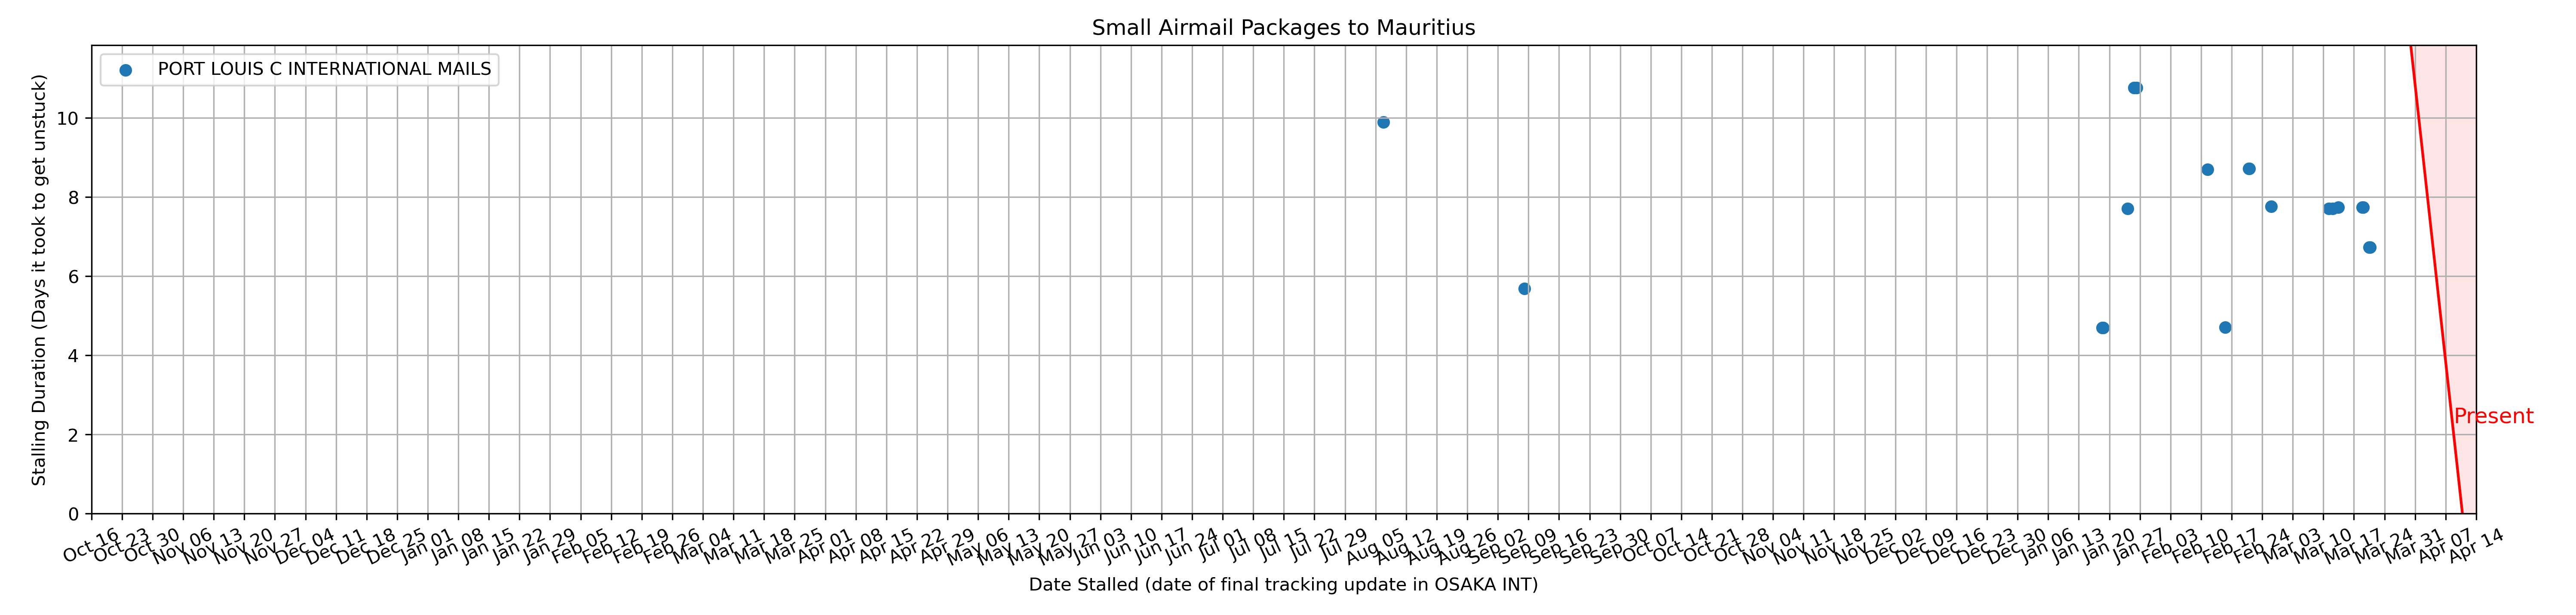 Small Airmail Packages to Mauritius
PORT LOUIS C INTERNATIONAL MAILS
Stalling Duration (Days it took to get unstuck)
10
8
6
4
2
0
Present
Oct 16 Oct 23 Oct 30 Nov 06 Nov 13 Nov 20 Nov 27 Dec 04 Dec 11 Dec 18 Dec 25 Jan 01 Jan 08 Jan 15 Jan 22 Jan 29 Feb 05 Feb 12 Feb 19 Feb 26 Mar 04 Mar 11 Mar 18 Mar 25 Apr 01 Apr 08 Apr 15 Apr 22 Apr 29 May 06 May 13 May 20 May 27 Jun 03 Jun 10 Jun 17 Jun 24 Jul 01 Jul 08 Jul 15 Jul 22 Jul 29 Aug 05 Aug 12 Aug 19 Aug 26 Sep 02 Sep 09 Sep 16 Sep 23 Sep 30 Oct 07 Oct 14 Oct 21 Oct 28 Nov 04 Nov 11 Nov 18 Nov 25 Dec 02 Dec 09 Dec 16 Dec 23 Dec 30 Jan 06 Jan 13 Jan 20 Jan 27 Feb 03 Feb 10 Feb 17 Feb 24 Mar 03 Mar 10 Mar 17 Mar 24 Mar 31 Apr 07 Apr 14
Date Stalled (date of final tracking update in OSAKA INT)